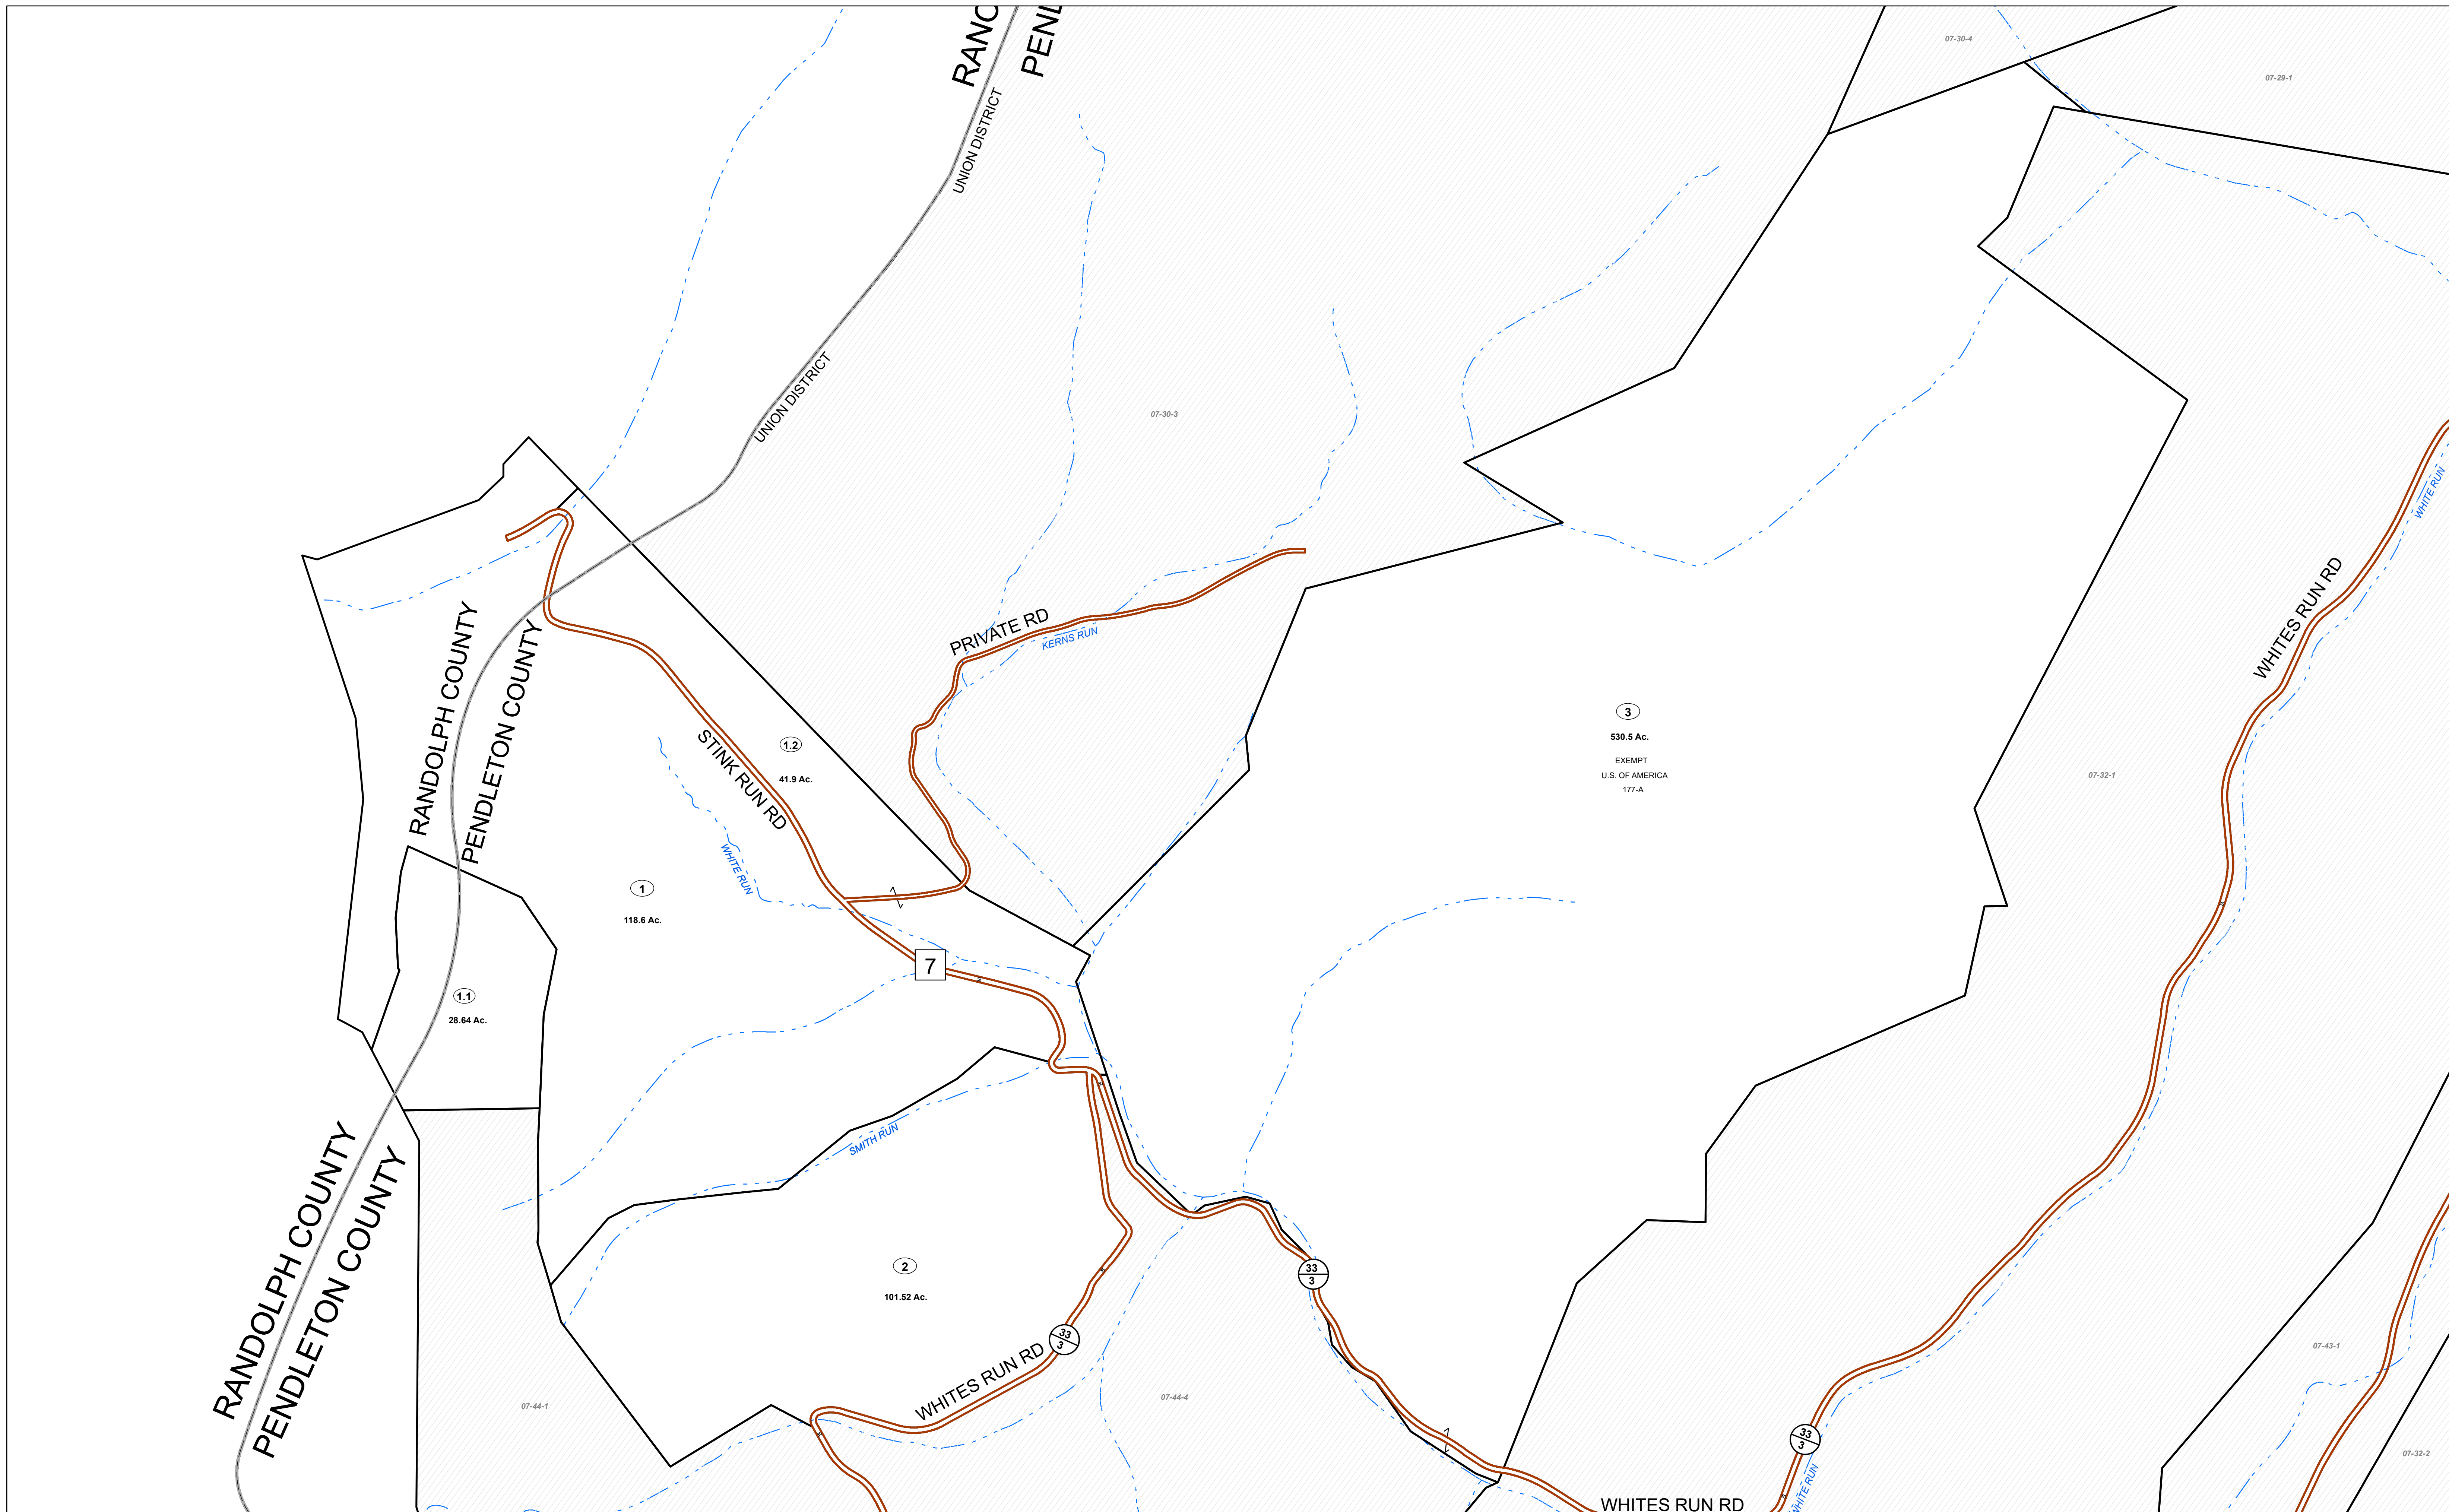 RANDO
PENDL
07-30-4
07-29-1
UNION DISTRICT
UNION DISTRICT
07-30-3
WHITE RUN
PRIVATE RD
KERNS RUN
WHITES RUN RD
RANDOLPH COUNTY
PENDLETON COUNTY
3
530.5 Ac.
EXEMPT
U.S. OF AMERICA
177-A
1.2
41.9 Ac.
STINK RUN RD
07-32-1
WHITE RUN
1
118.6 Ac.
7
1.1
28.64 Ac.
SMITH RUN
RANDOLPH COUNTY
PENDLETON COUNTY
2
101.52 Ac.
33
3
33
3
WHITES RUN RD
07-44-1
07-44-4
07-43-1
33
3
07-32-2
WHITE RUN
WHITES RUN RD